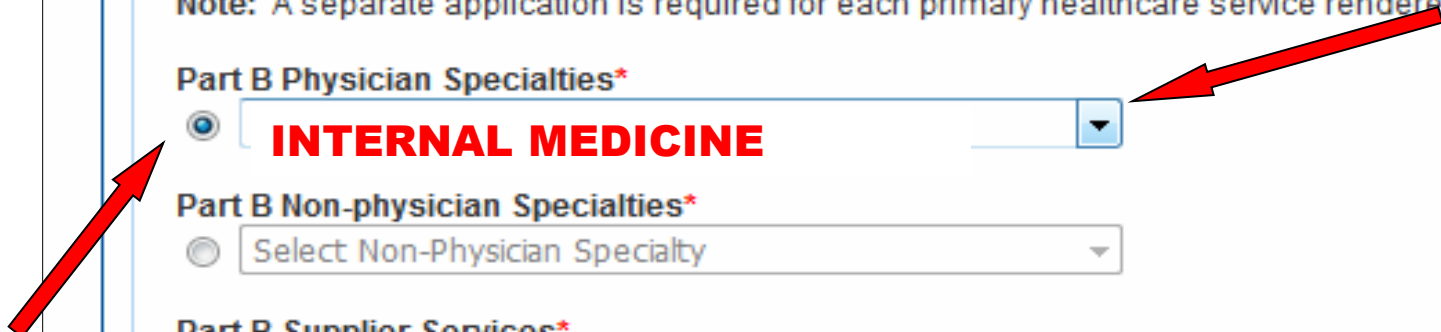 Note: A separate application is required for each primary healthcare service rendere
Part B Physician Specialties*
INTERNAL MEDICINE
Part B Non-physician Specialties*
Select Non-Physician Specialty
Part B Supplier Services*